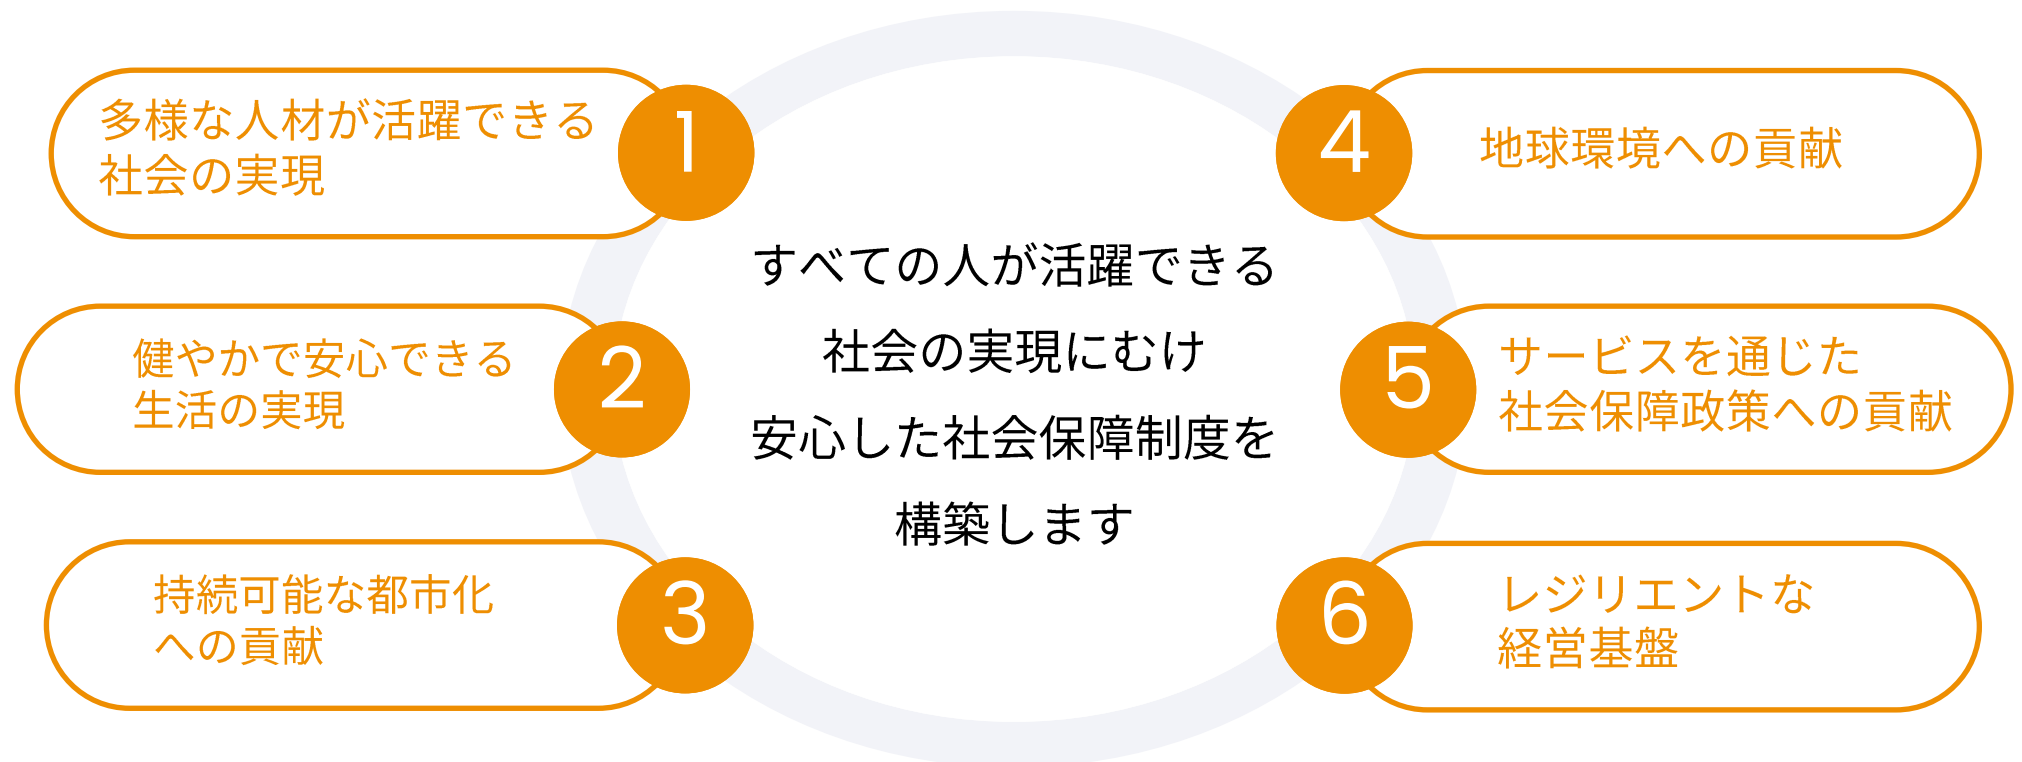 多様な人材が活躍できる
社会の実現
1
健やかで安心できる
生活の実現
2
持続可能な都市化
への貢献
3
すべての人が活躍できる
社会の実現にむけ
安心した社会保障制度を
構築します
4
地球環境への貢献
5
サービスを通じた
社会保障政策への貢献
6
レジリエントな
経営基盤